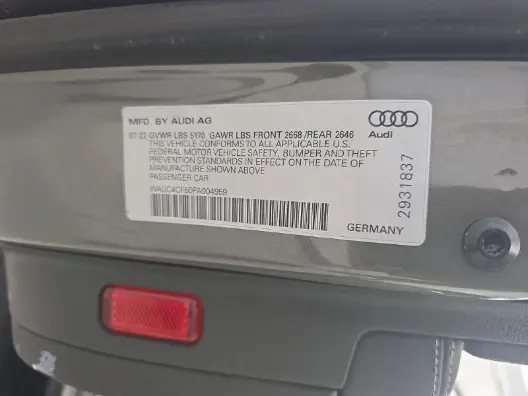 MFD. BY AUDI AG
07-22 GVWR LBS 5170 GAWR LBS FRONT 2668 /REAR 2646
THIS VEHICLE CONFORMS TO ALL APPLICABLE U.S.
FEDERAL MOTOR VEHICLE SAFETY, BUMPER AND THEFT
PREVENTION STANDARDS IN EFFECT ON THE DATE OF
MANUFACTURE SHOWN ABOVE
PASSENGER CAR
GERMANY
Audi
2931837